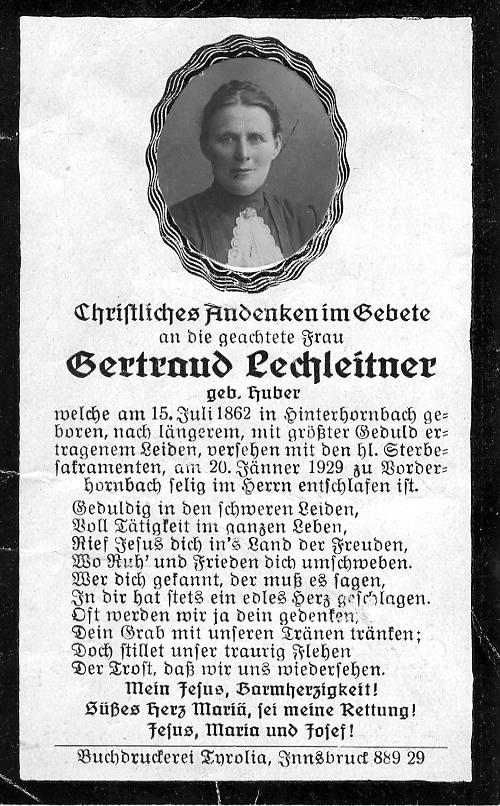 Christliches Andenken im Gebete
an die geachtete Frau
Gertraud Lechleitner
geb. Huber
welche am 15. Juli 1862 in Hinterhornbach ge=
boren, nach längerem, mit größter Geduld er=
tragenem Leiden, versehen mit den hl. Sterbe=
sakramenten, am 20. Jänner 1929 zu Vorder=
hornbach selig im Herrn entschlafen ist.
Geduldig in den schweren Leiden,
Voll Tätigkeit im ganzen Leben,
Rief Jesus dich in's Land der Freuden,
Wo Ruh' und Frieden dich umschweben.
Wer dich gekannt, der muß es sagen,
In dir hat stets ein edles Herz geschlagen.
Oft werden wir ja dein gedenken,
Dein Grab mit unseren Tränen tränken;
Doch stillet unser traurig Flehen
Der Trost, daß wir uns wiedersehen.
Mein Jesus, Barmherzigkeit!
Süßes Herz Mariä, sei meine Rettung!
Jesus, Maria und Josef!
Buchdruckerei Tyrolia, Innsbruck 889 29